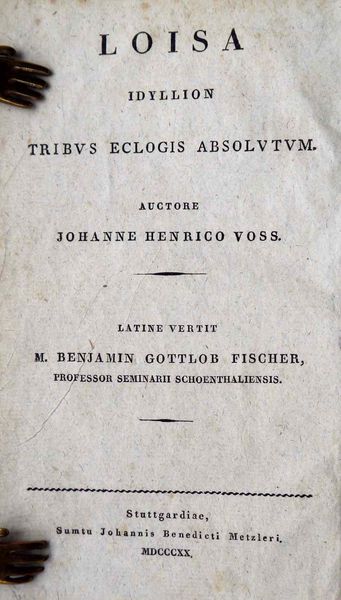 LOISA
IDYLLION
TRIBVS ECLOGIS ABSOLVTVM.
AUCTORE
JOHANNE HENRICO VOSS.
LATINE VERTIT
M. BENJAMIN GOTTLOB FISCHER,
PROFESSOR SEMINARII SCHOENTHALIENSIS.
Stuttgardiae,
Sumtu Johannis Benedicti Metzleri.
MDCCCXX.